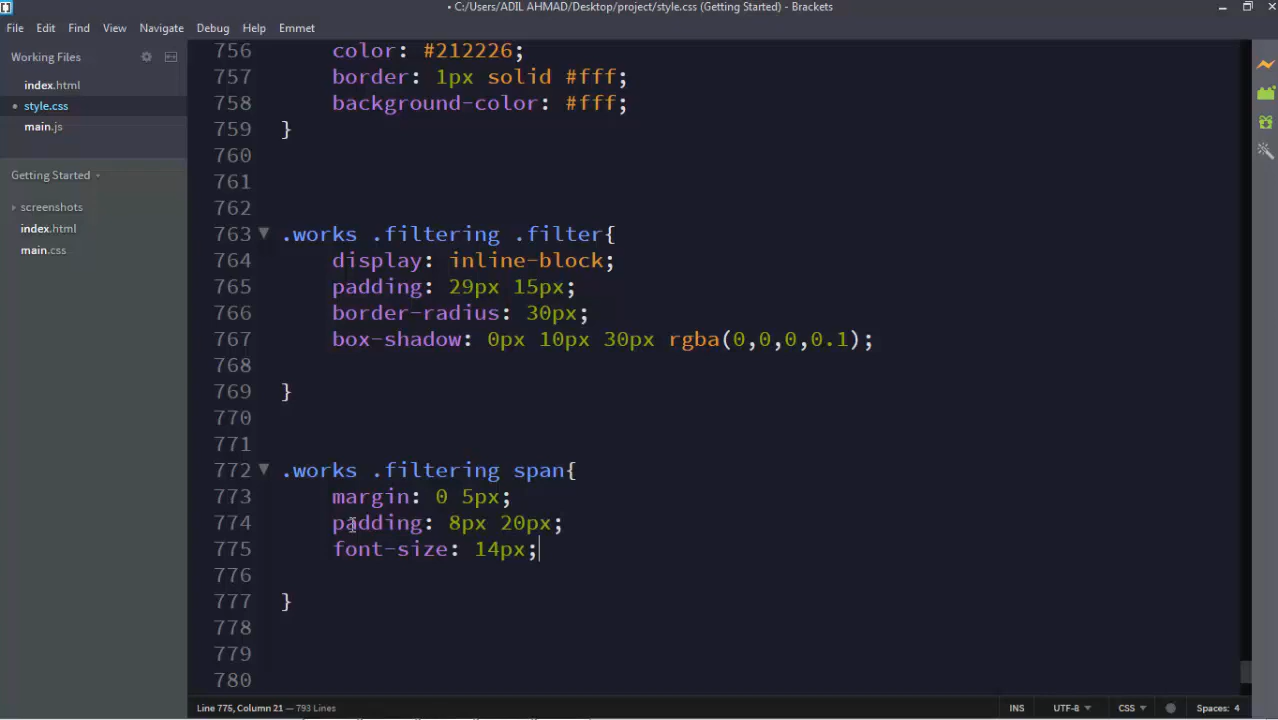 • C:/Users/ADIL AHMAD/Desktop/project/style.css (Getting Started) - Brackets
File Edit Find View Navigate Debug Help Emmet
Working Files
index.html
style.css
main.js
Getting Started
screenshots
index.html
main.css
756 color: #212226;
757 border: 1px solid #fff;
758 background-color: #fff;
759 }
760
761
762
763 .works .filtering .filter{
764 display: inline-block;
765 padding: 29px 15px;
766 border-radius: 30px;
767 box-shadow: 0px 10px 30px rgba(0,0,0,0.1);
768
769 }
770
771
772 .works .filtering span{
773 margin: 0 5px;
774 padding: 8px 20px;
775 font-size: 14px;
776
777 }
778
779
780
Line 775, Column 21 — 793 Lines INS UTF-8 CSS Spaces: 4